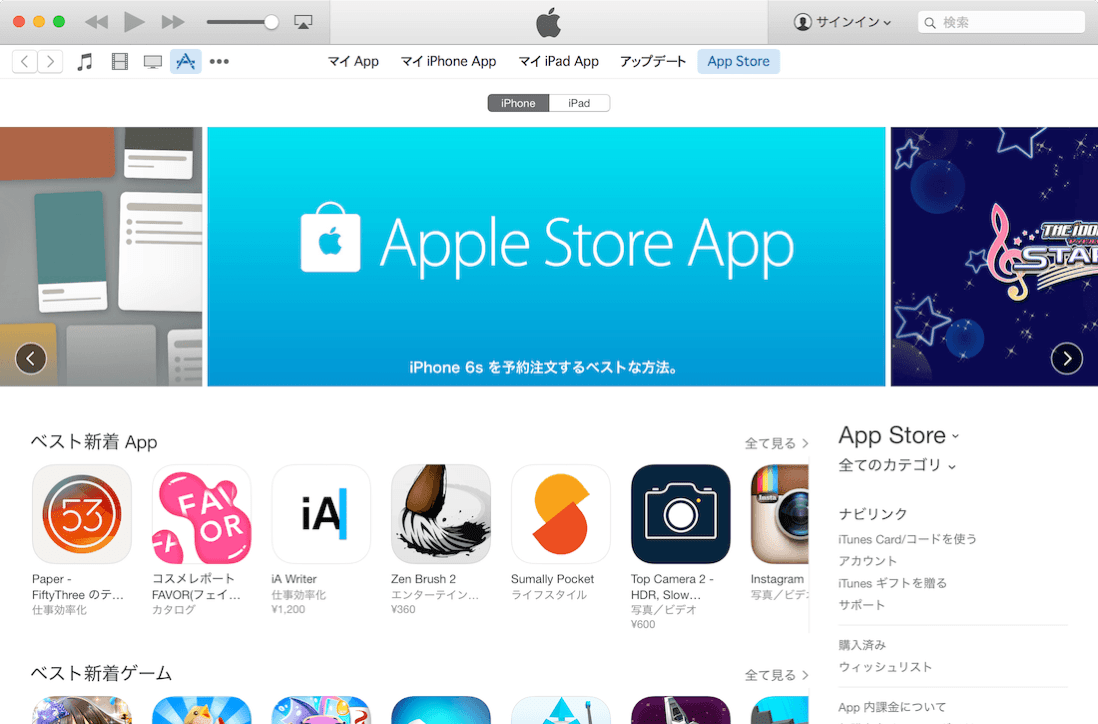 サインイン
検索
マイ App
マイ iPhone App
マイ iPad App
アップデート
App Store
iPhone
iPad
Apple Store App
iPhone 6s を予約注文するベストな方法。
THE iDO
STAR
ベスト新着 App
全て見る
53
FAVOR
FA
iA
Insta
Paper -
FiftyThree のテ…
仕事効率化
コスメレポート
FAVOR(フェイ…
カタログ
iA Writer
仕事効率化
¥1,200
Zen Brush 2
エンターテイン…
¥360
Sumally Pocket
ライフスタイル
Top Camera 2 -
HDR, Slow…
写真／ビデオ
¥600
Instagram
写真／ビデオ
ベスト新着ゲーム
全て見る
App Store
全てのカテゴリ
ナビリンク
iTunes Card/コードを使う
アカウント
iTunes ギフトを贈る
サポート
購入済み
ウィッシュリスト
App 内課金について